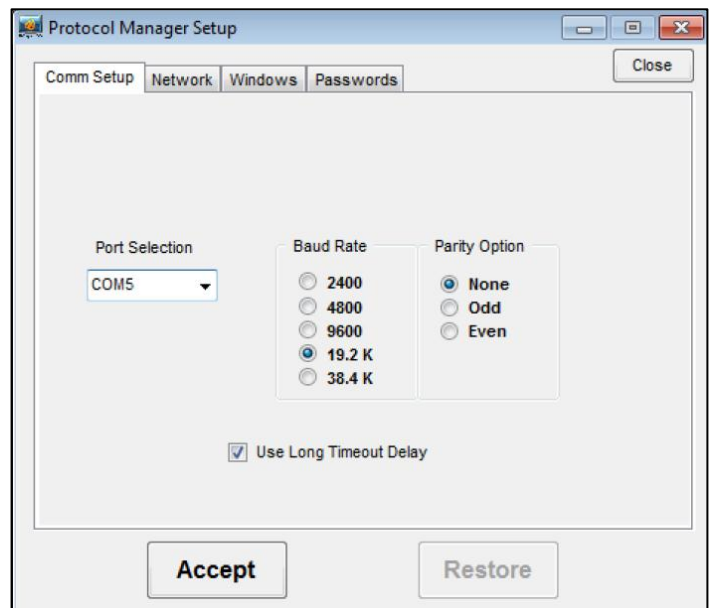 Protocol Manager Setup
Close
Comm Setup Network Windows Passwords
Port Selection
COM5
Baud Rate
2400
4800
9600
19.2 K
38.4 K
Parity Option
None
Odd
Even
Use Long Timeout Delay
Accept
Restore